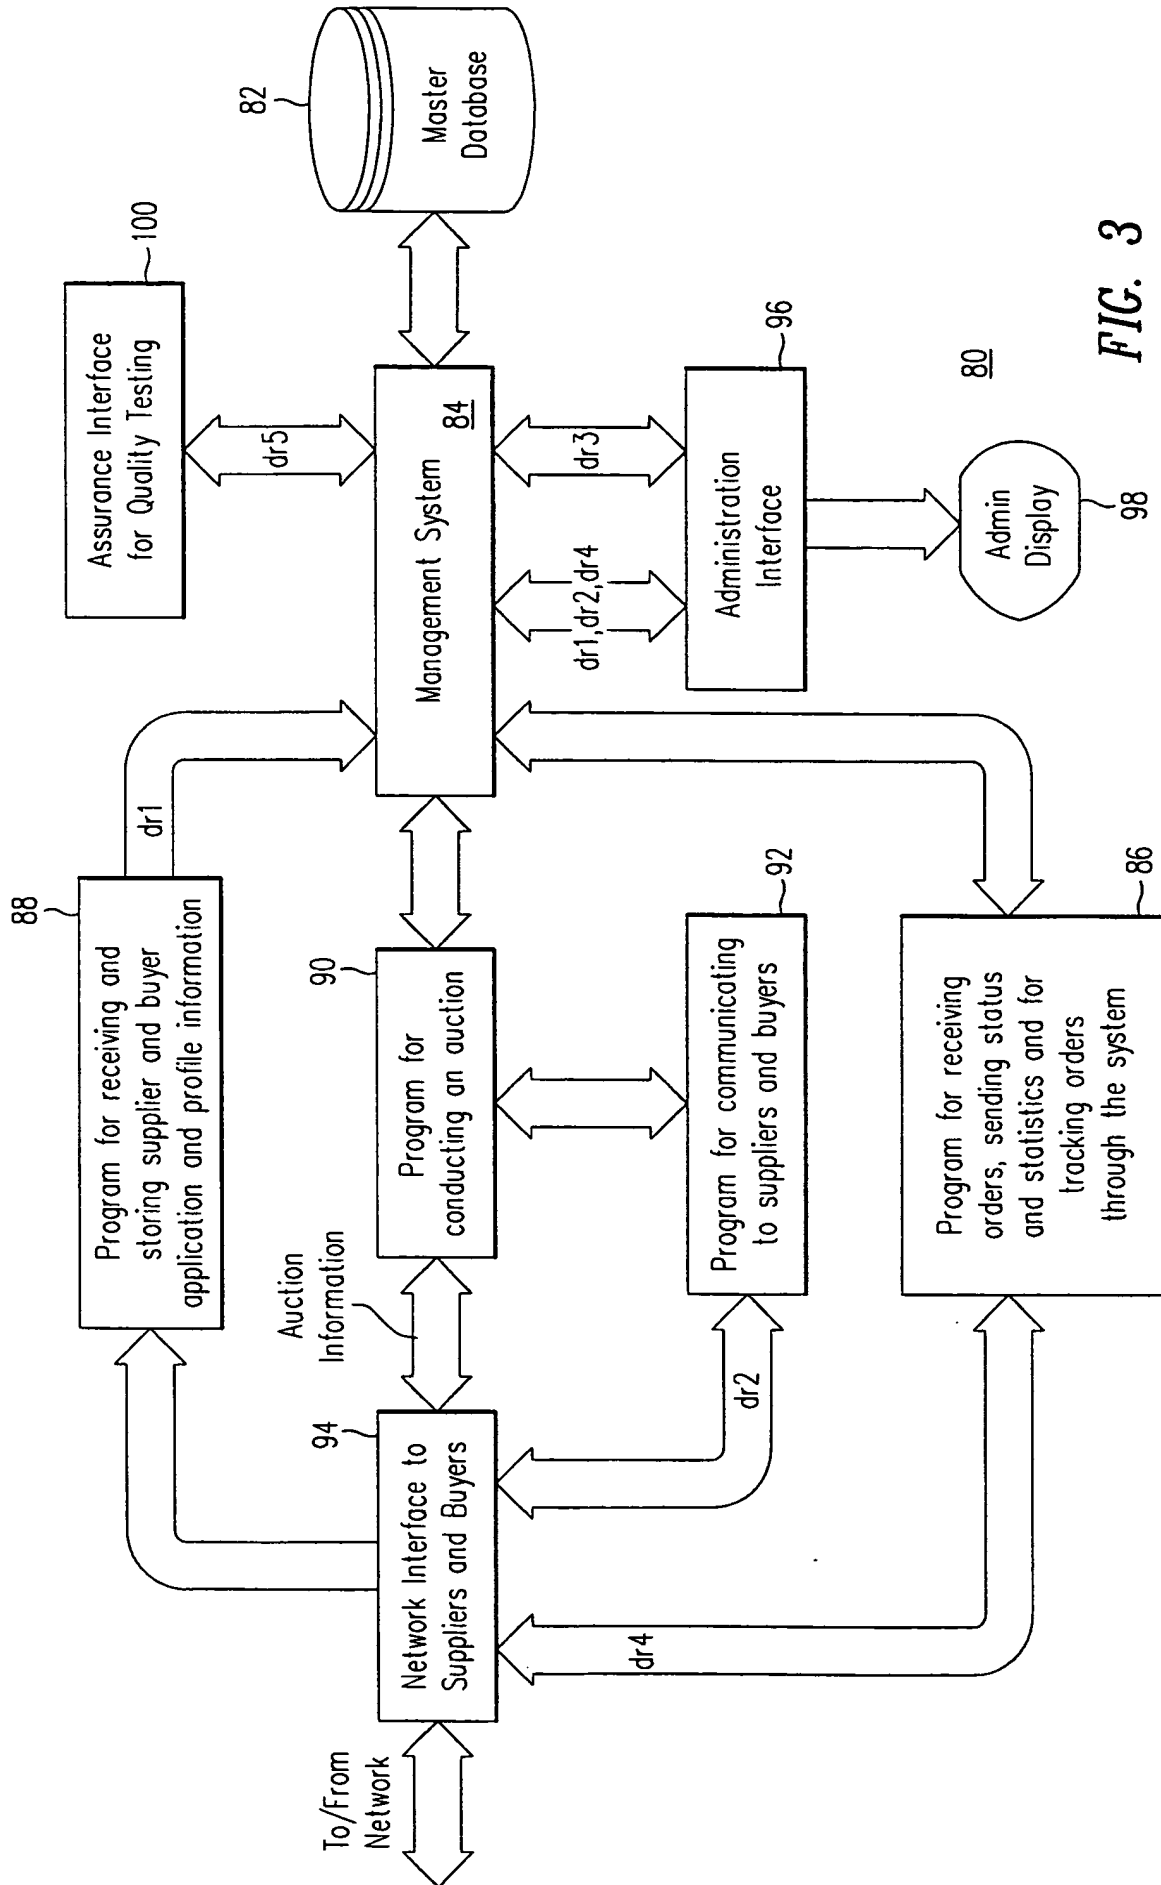 88
Program for receiving and
storing supplier and buyer
application and profile information
dr1
Assurance Interface
for Quality Testing
100
dr5
82
Master
Database
To/From
Network
94
Network Interface to
Suppliers and Buyers
Auction
Information
90
Program for
conducting an auction
Management System
84
dr1,dr2,dr4
dr3
96
Administration
Interface
dr2
92
Program for communicating
to suppliers and buyers
dr4
86
Program for receiving
orders, sending status
and statistics and for
tracking orders
through the system
Admin
Display
98
80
FIG. 3